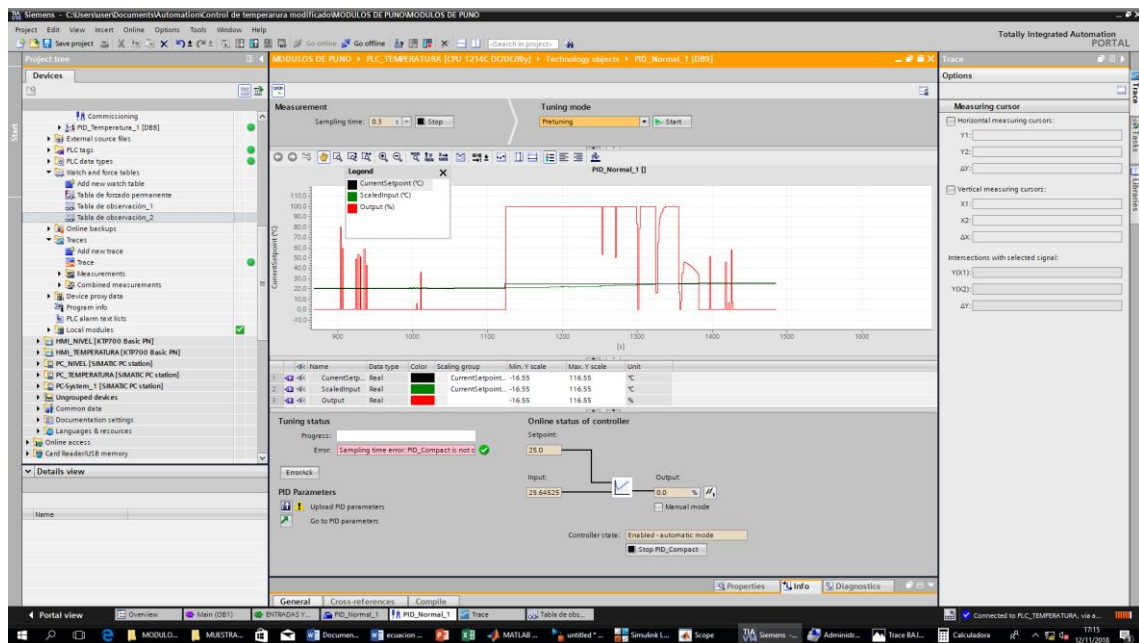 Siemens - C:\Users\user\Documents\Automation\Control de temperarura modificado\MODULOS DE PUNO\MODULOS DE PUNO
Project Edit View Insert Online Options Tools Window Help
Totally Integrated Automation
PORTAL
Save project Go online Go offline <Search in project>
Project tree
MODULOS DE PUNO PLC_TEMPERATURA [CPU 1214C DC/DC/Rly] Technology objects PID_Normal_1 [DB9]
Trace
Devices
Options
Commissioning
PID_Temperatura_1 [DB8]
External source files
PLC tags
PLC data types
Watch and force tables
Add new watch table
Tabla de forzado permanente
Tabla de observación_1
Tabla de observación_2
Online backups
Traces
Add new trace
Trace
Measurements
Combined measurements
Device proxy data
Program info
PLC alarm text lists
Local modules
HMI_NIVEL [KTP700 Basic PN]
HMI_TEMPERATURA [KTP700 Basic PN]
PC_NIVEL [SIMATIC PC station]
PC_TEMPERATURA [SIMATIC PC station]
PC-System_1 [SIMATIC PC station]
Ungrouped devices
Common data
Documentation settings
Languages & resources
Online access
Card Reader/USB memory
Details view
Name
Measurement
Sampling time: 0.3 s Stop
Tuning mode
Pretuning Start
PID_Normal_1 []
Legend
CurrentSetpoint (°C)
ScaledInput (°C)
Output (%)
CurrentSetpoint (°C)
110.0
100.0
90.0
80.0
70.0
60.0
50.0
40.0
30.0
20.0
10.0
0.0
-10.0
900 1000 1100 1200 1300 1400 1500 1600
[s]
Name Data type Color Scaling group Min. Y scale Max. Y scale Unit
1 CurrentSetp... Real CurrentSetpoint... -16.55 116.55 °C
2 ScaledInput Real CurrentSetpoint... -16.55 116.55 °C
3 Output Real -16.55 116.55 %
Tuning status
Progress:
Error: Sampling time error: PID_Compact is not c
ErrorAck
PID Parameters
Upload PID parameters
Go to PID parameters
Online status of controller
Setpoint:
25.0
Input:
25.64525
Output:
0.0 %
Manual mode
Controller state: Enabled - automatic mode
Stop PID_Compact
Properties Info Diagnostics
General Cross-references Compile
Measuring cursor
Horizontal measuring cursors:
Y1:
Y2:
ΔY:
Vertical measuring cursors:
X1:
X2:
ΔX:
Intersections with selected signal:
Y(X1):
Y(X2):
ΔY:
Start
Trace
Tasks
Libraries
Portal view Overview Main (OB1) ENTRADAS Y... PID_Normal_1 PID_Normal_1 Trace Tabla de obs... Connected to PLC_TEMPERATURA, via a...
MODULO... MUESTRA... Documen... ecuacion ... MATLAB ... untitled * ... Simulink L... Scope Siemens -... Administr... Trace BAJ... Calculadora
17:15
12/11/2018